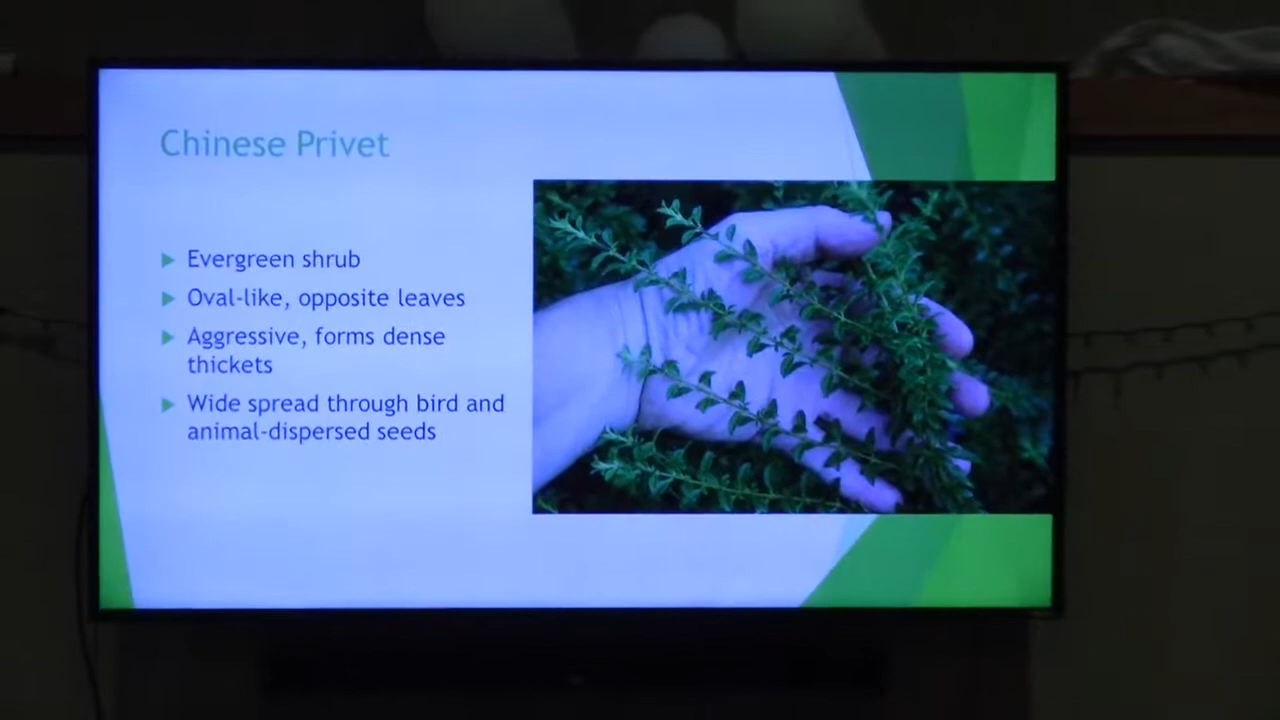 Chinese Privet
Evergreen shrub
Oval-like, opposite leaves
Aggressive, forms dense
thickets
Wide spread through bird and
animal-dispersed seeds